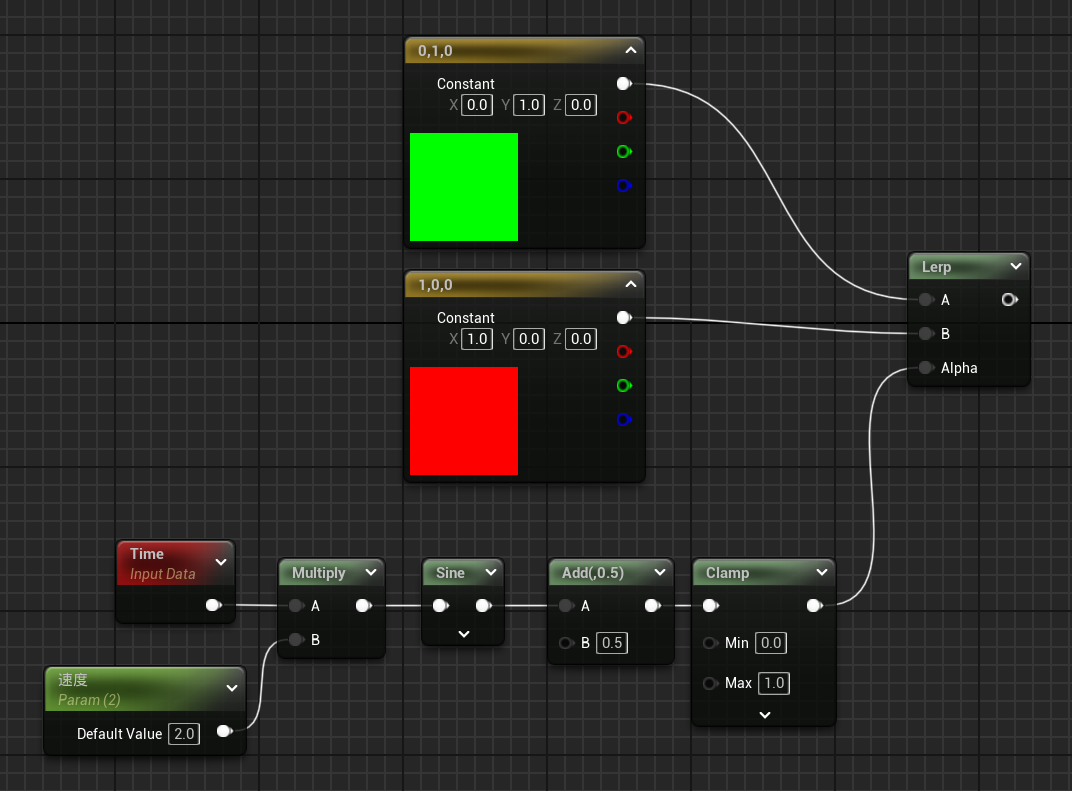 0,1,0
Constant
X 0.0 Y 1.0 Z 0.0
1,0,0
Constant
X 1.0 Y 0.0 Z 0.0
Lerp
A
B
Alpha
Time
Input Data
Multiply
A
B
Sine
Add(,0.5)
A
B 0.5
Clamp
Min 0.0
Max 1.0
速度
Param (2)
Default Value 2.0